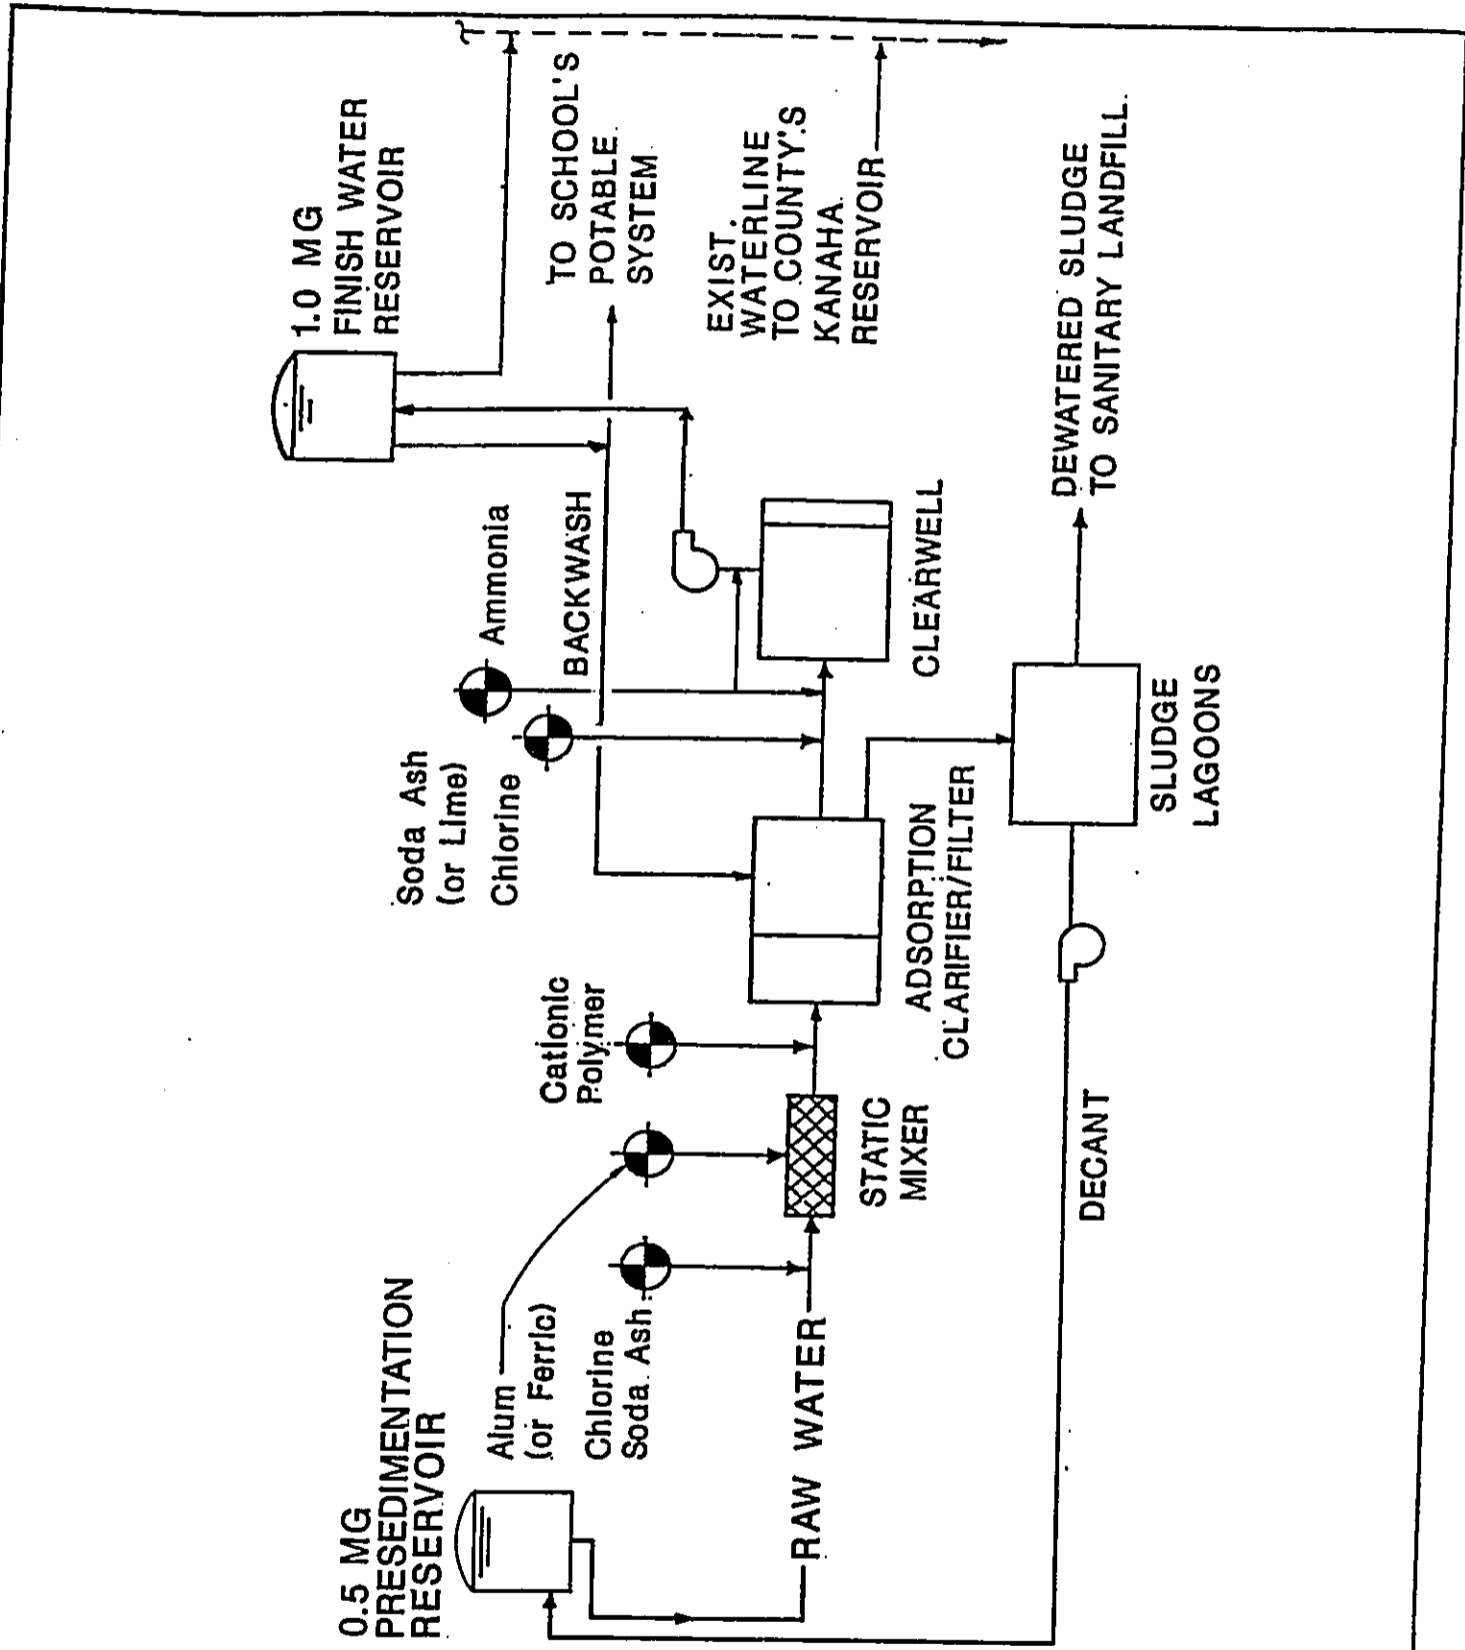 0.5 MG
PRESEDIMENTATION
RESERVOIR
Alum
(or Ferric)
Chlorine
Soda Ash
RAW WATER
STATIC
MIXER
Cationic
Polymer
ADSORPTION
CLARIFIER/FILTER
Soda Ash
(or Lime)
Chlorine
Ammonia
BACKWASH
CLEARWELL
1.0 MG
FINISH WATER
RESERVOIR
TO SCHOOL'S
POTABLE
SYSTEM
EXIST.
WATERLINE
TO COUNTY'S
KANAHA
RESERVOIR
DECANT
SLUDGE
LAGOONS
DEWATERED SLUDGE
TO SANITARY LANDFILL.